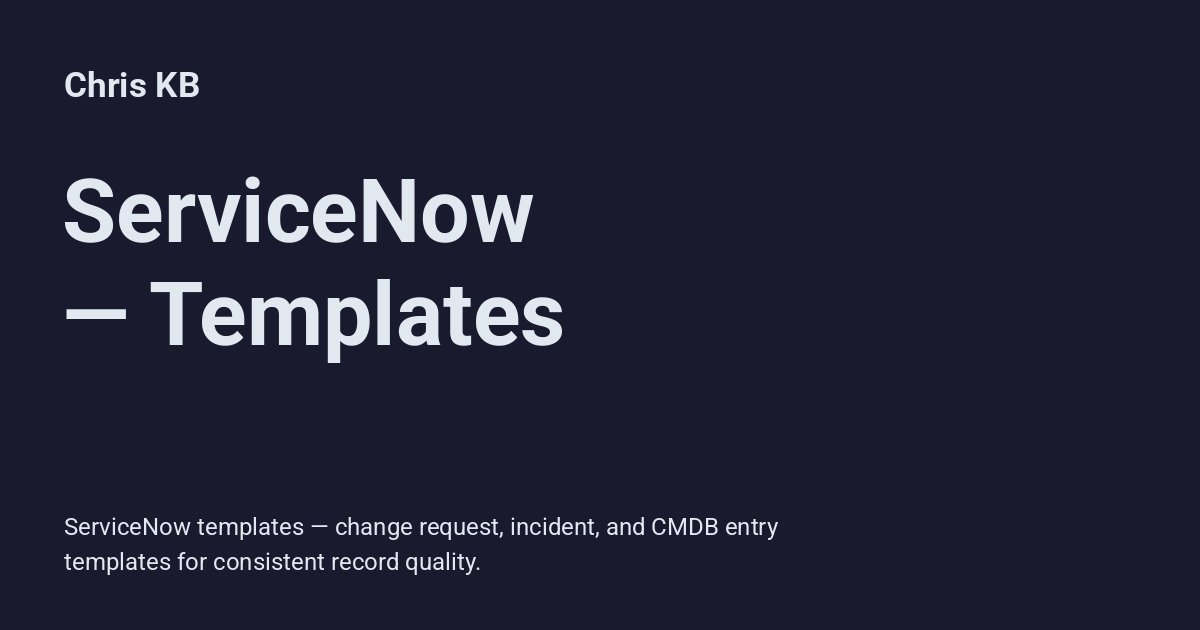 Chris KB
ServiceNow
— Templates
ServiceNow templates — change request, incident, and CMDB entry
templates for consistent record quality.